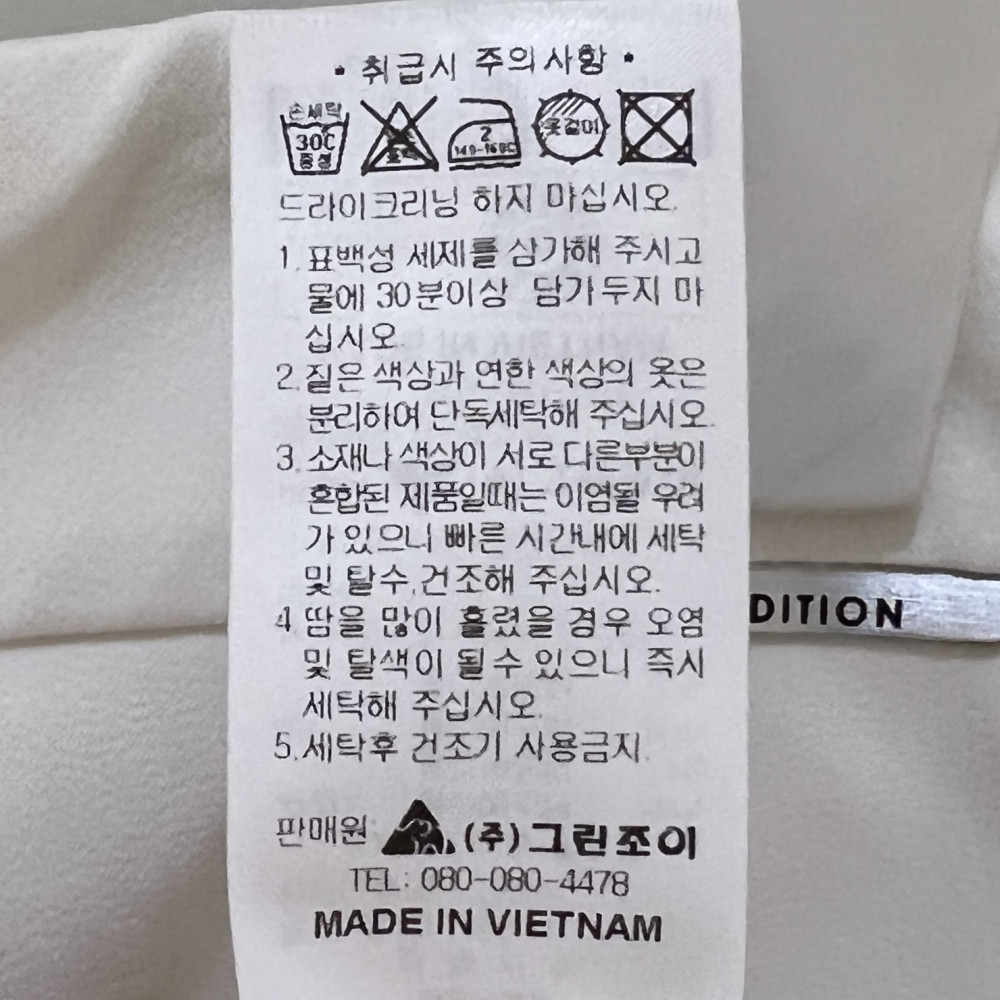 • 취급시 주의사항 •
손세탁
30C
중성
2
140-160C
옷걸이
드라이크리닝 하지 마십시오.
1. 표백성 세제를 삼가해 주시고
물에 30분이상 담가두지 마
십시오
2. 짙은 색상과 연한 색상의 옷은
분리하여 단독세탁해 주십시오.
3. 소재나 색상이 서로 다른부분이
혼합된 제품일때는 이염될 우려
가 있으니 빠른 시간내에 세탁
및 탈수,건조해 주십시오.
4. 땀을 많이 흘렸을 경우 오염
및 탈색이 될수 있으니 즉시
세탁해 주십시오.
5. 세탁후 건조기 사용금지.
판매원 (주)그린조이
TEL: 080-080-4478
MADE IN VIETNAM
DITION